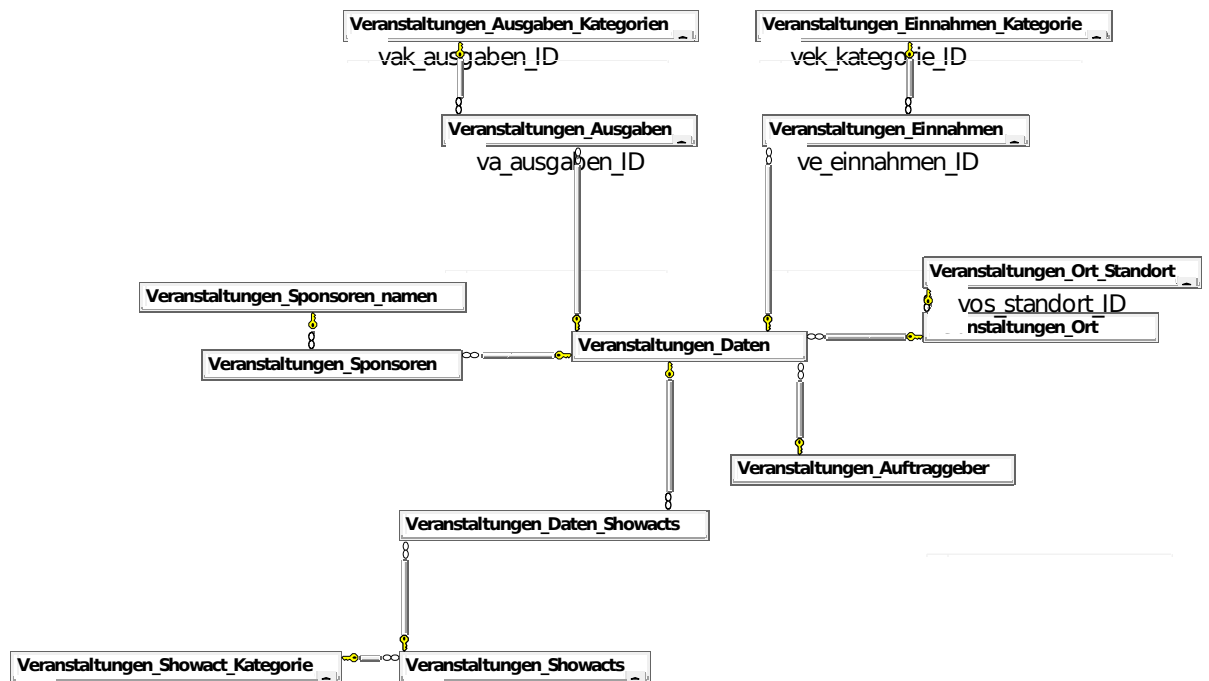 Veranstaltungen_Ausgaben_Kategorien
vak_ausgaben_ID
Veranstaltungen_Einnahmen_Kategorie
vek_kategorie_ID
Veranstaltungen_Ausgaben
va_ausgaben_ID
Veranstaltungen_Einnahmen
ve_einnahmen_ID
Veranstaltungen_Ort_Standort
vos_standort_ID
nstaltungen_Ort
Veranstaltungen_Sponsoren_namen
Veranstaltungen_Sponsoren
Veranstaltungen_Daten
Veranstaltungen_Auftraggeber
Veranstaltungen_Daten_Showacts
Veranstaltungen_Showact_Kategorie
Veranstaltungen_Showacts